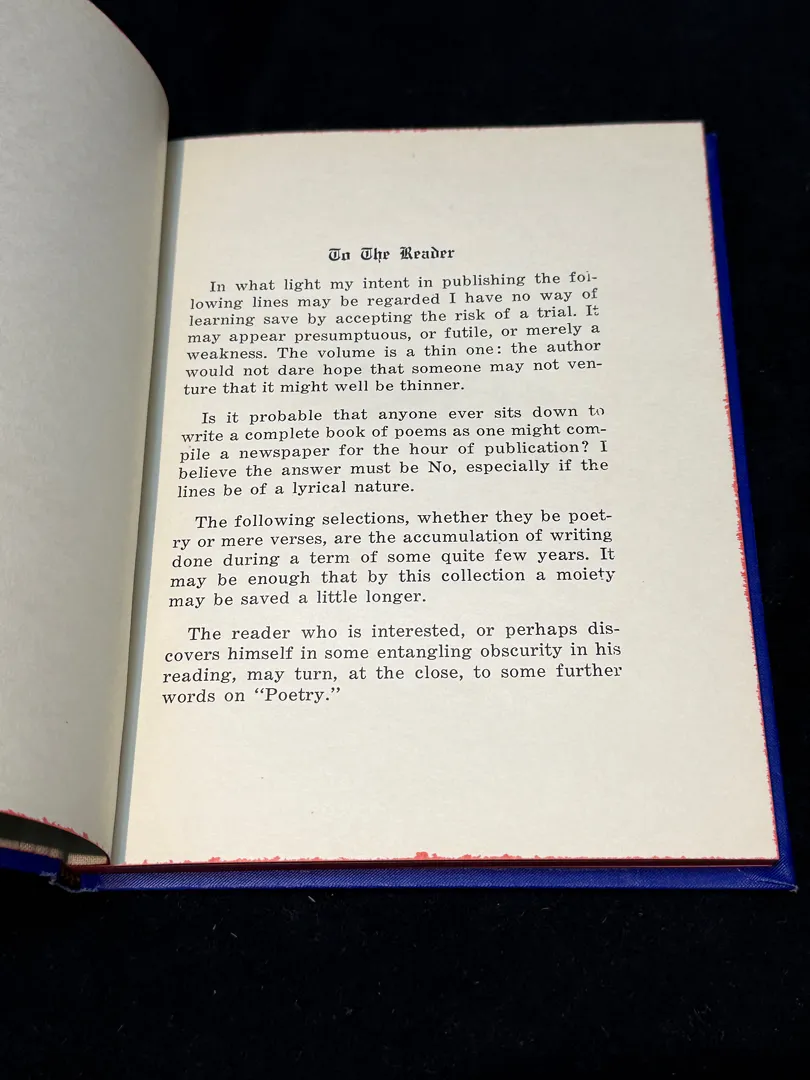 To The Reader
In what light my intent in publishing the fol-
lowing lines may be regarded I have no way of
learning save by accepting the risk of a trial. It
may appear presumptuous, or futile, or merely a
weakness. The volume is a thin one: the author
would not dare hope that someone may not ven-
ture that it might well be thinner.
Is it probable that anyone ever sits down to
write a complete book of poems as one might com-
pile a newspaper for the hour of publication? I
believe the answer must be No, especially if the
lines be of a lyrical nature.
The following selections, whether they be poet-
ry or mere verses, are the accumulation of writing
done during a term of some quite few years. It
may be enough that by this collection a moiety
may be saved a little longer.
The reader who is interested, or perhaps dis-
covers himself in some entangling obscurity in his
reading, may turn, at the close, to some further
words on “Poetry.”